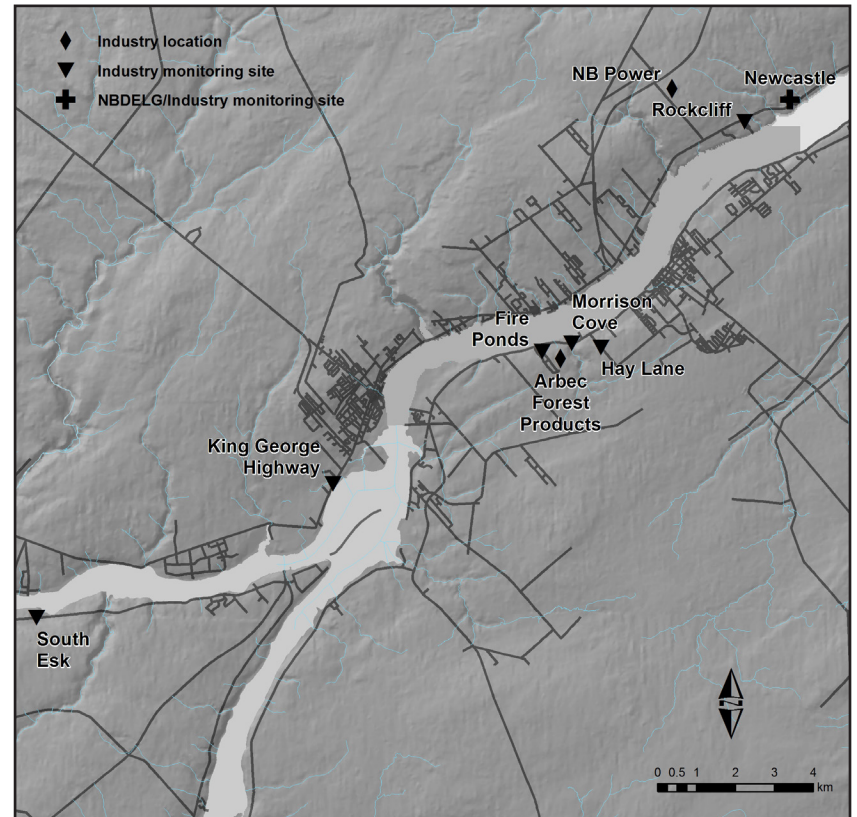 Industry location
Industry monitoring site
NBDELG/Industry monitoring site
NB Power
Newcastle
Rockcliff
Morrison
Cove
Fire
Ponds
Hay Lane
Arbec
Forest
Products
King George
Highway
South
Esk
N
0 0.5 1 2 3 4
km